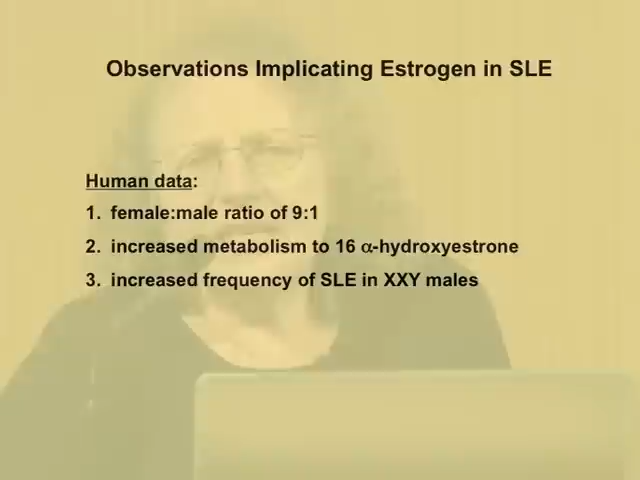 Observations Implicating Estrogen in SLE
Human data:
1. female:male ratio of 9:1
2. increased metabolism to 16 α-hydroxyestrone
3. increased frequency of SLE in XXY males